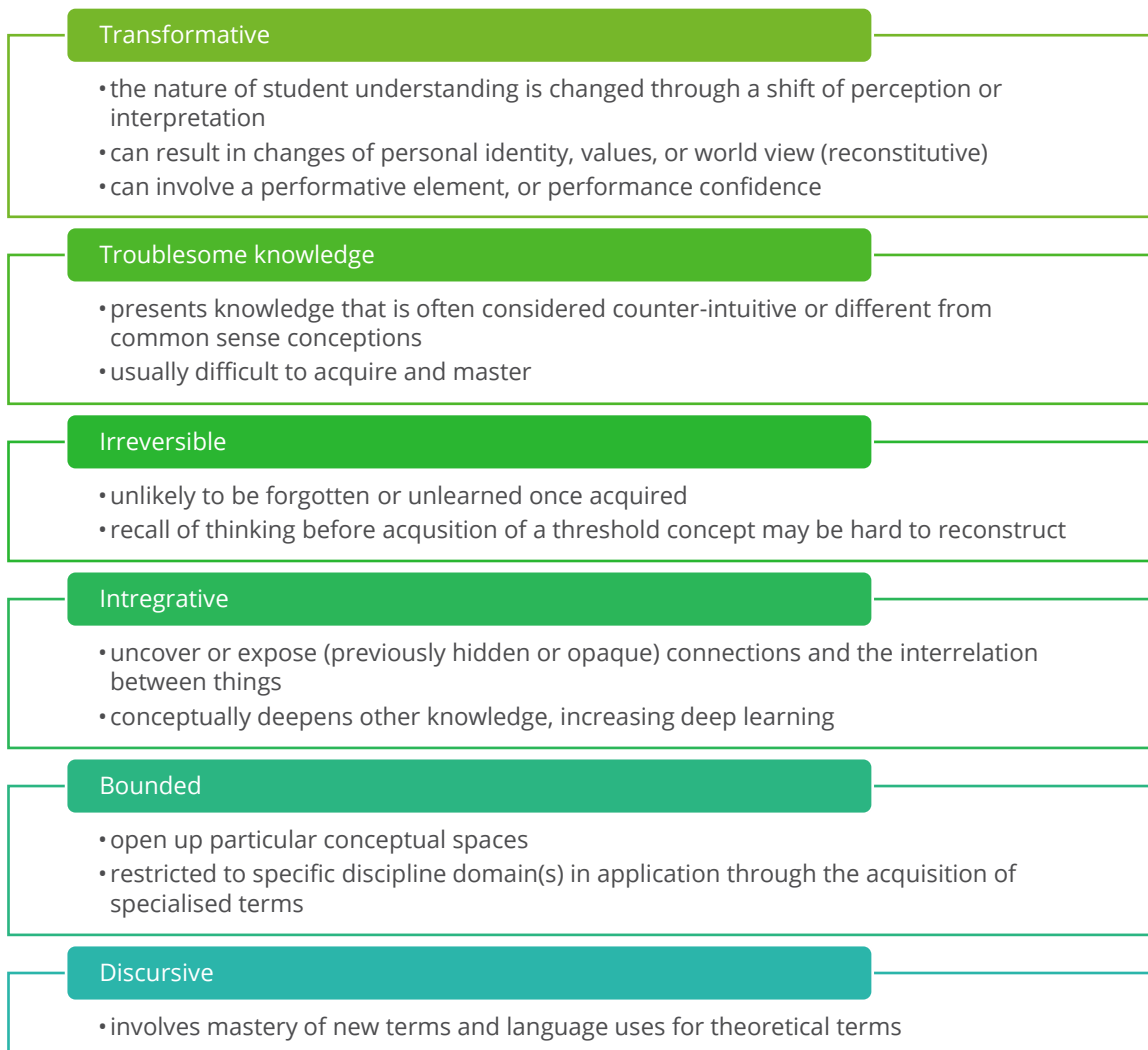 Transformative
•the nature of student understanding is changed through a shift of perception or
interpretation
•can result in changes of personal identity, values, or world view (reconstitutive)
•can involve a performative element, or performance confidence
Troublesome knowledge
•presents knowledge that is often considered counter-intuitive or different from
common sense conceptions
•usually difficult to acquire and master
Irreversible
•unlikely to be forgotten or unlearned once acquired
•recall of thinking before acqusition of a threshold concept may be hard to reconstruct
Intregrative
•uncover or expose (previously hidden or opaque) connections and the interrelation
between things
•conceptually deepens other knowledge, increasing deep learning
Bounded
•open up particular conceptual spaces
•restricted to specific discipline domain(s) in application through the acquisition of
specialised terms
Discursive
•involves mastery of new terms and language uses for theoretical terms